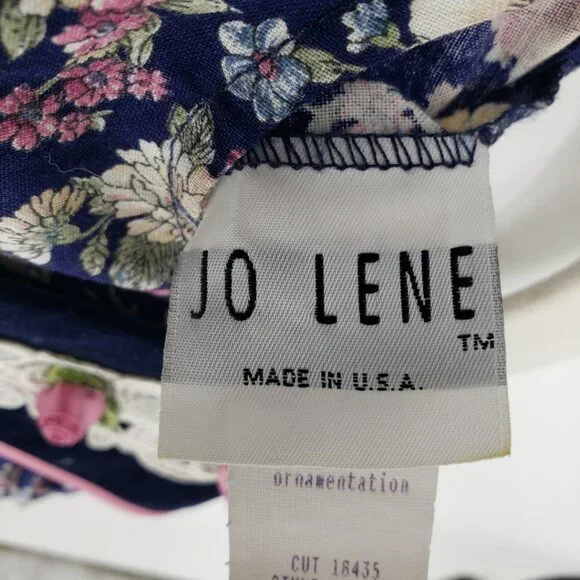 JO LENE
TM
MADE IN U.S.A.
ornamentation
CUT 18435